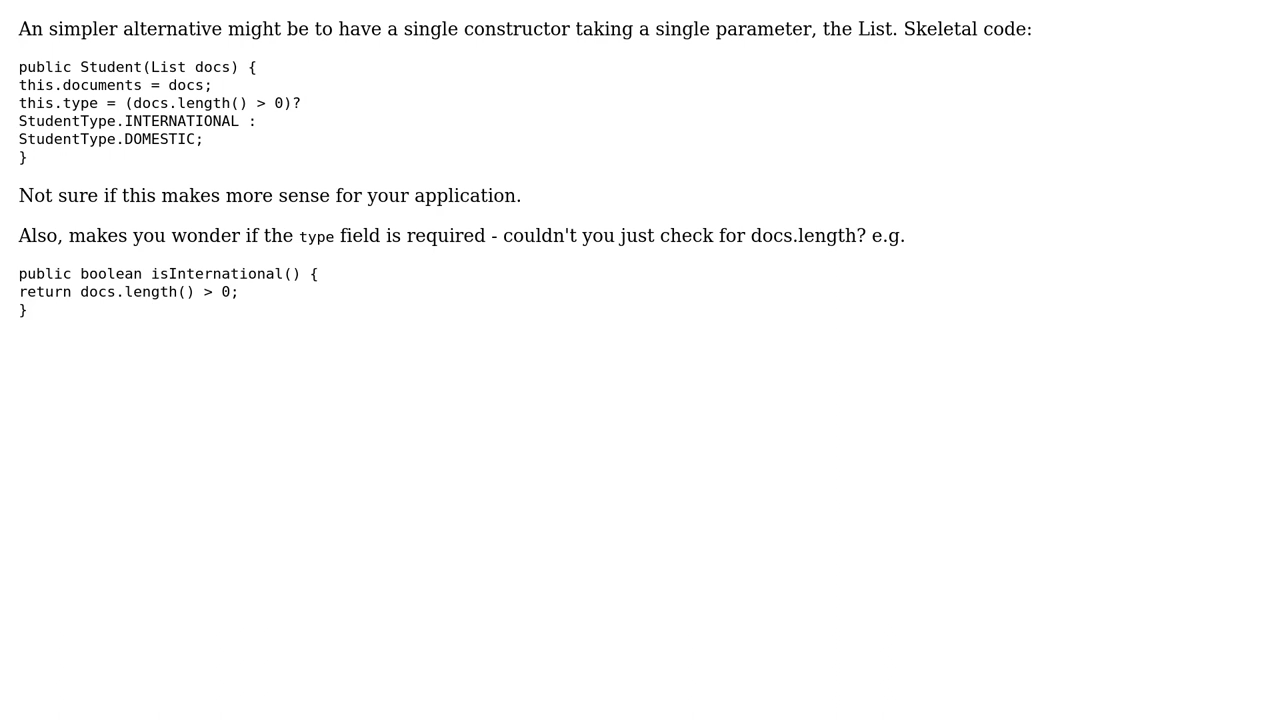 An simpler alternative might be to have a single constructor taking a single parameter, the List. Skeletal code:
public Student(List docs) {
this.documents = docs;
this.type = (docs.length() > 0)?
StudentType.INTERNATIONAL :
StudentType.DOMESTIC;
}
Not sure if this makes more sense for your application.
Also, makes you wonder if the type field is required - couldn't you just check for docs.length? e.g.
public boolean isInternational() {
return docs.length() > 0;
}